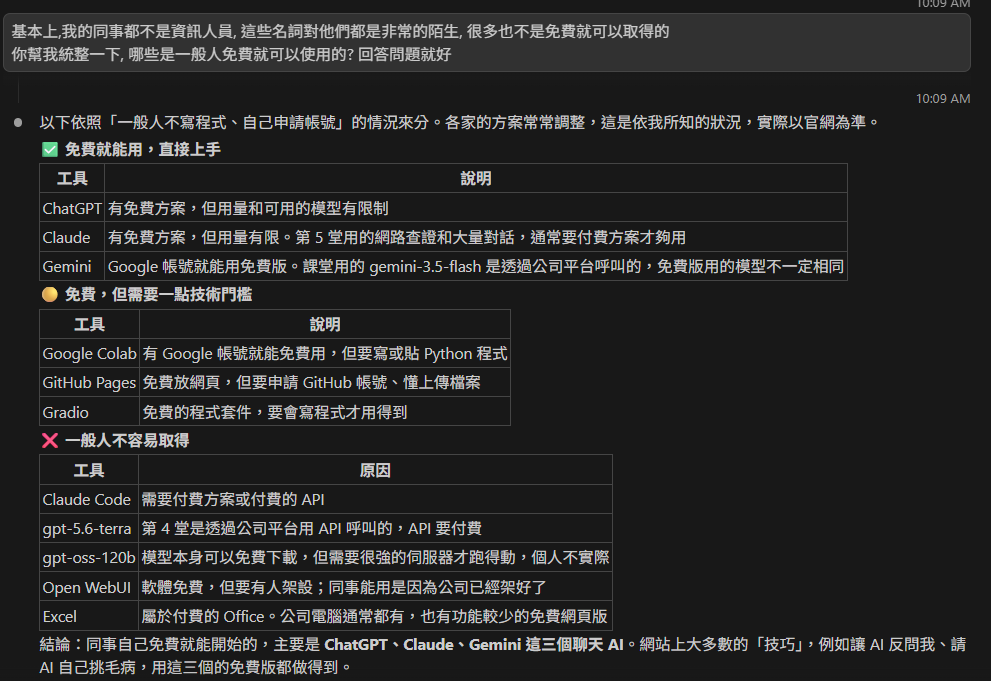 10:09 AM
基本上,我的同事都不是資訊人員, 這些名詞對他們都是非常的陌生, 很多也不是免費就可以取得的
你幫我統整一下, 哪些是一般人免費就可以使用的? 回答問題就好
10:09 AM
以下依照「一般人不寫程式、自己申請帳號」的情況來分。各家的方案常常調整，這是依我所知的狀況，實際以官網為準。
✅ 免費就能用，直接上手
工具 說明
ChatGPT 有免費方案，但用量和可用的模型有限制
Claude 有免費方案，但用量有限。第 5 堂用的網路查證和大量對話，通常要付費方案才夠用
Gemini Google 帳號就能用免費版。課堂用的 gemini-3.5-flash 是透過公司平台呼叫的，免費版用的模型不一定相同
🟡 免費，但需要一點技術門檻
工具 說明
Google Colab 有 Google 帳號就能免費用，但要寫或貼 Python 程式
GitHub Pages 免費放網頁，但要申請 GitHub 帳號、懂上傳檔案
Gradio 免費的程式套件，要會寫程式才用得到
❌ 一般人不容易取得
工具 原因
Claude Code 需要付費方案或付費的 API
gpt-5.6-terra 第 4 堂是透過公司平台用 API 呼叫的，API 要付費
gpt-oss-120b 模型本身可以免費下載，但需要很強的伺服器才跑得動，個人不實際
Open WebUI 軟體免費，但要有人架設；同事能用是因為公司已經架好了
Excel 屬於付費的 Office。公司電腦通常都有，也有功能較少的免費網頁版
結論：同事自己免費就能開始的，主要是 ChatGPT、Claude、Gemini 這三個聊天 AI。網站上大多數的「技巧」，例如讓 AI 反問我、請
AI 自己挑毛病，用這三個的免費版都做得到。